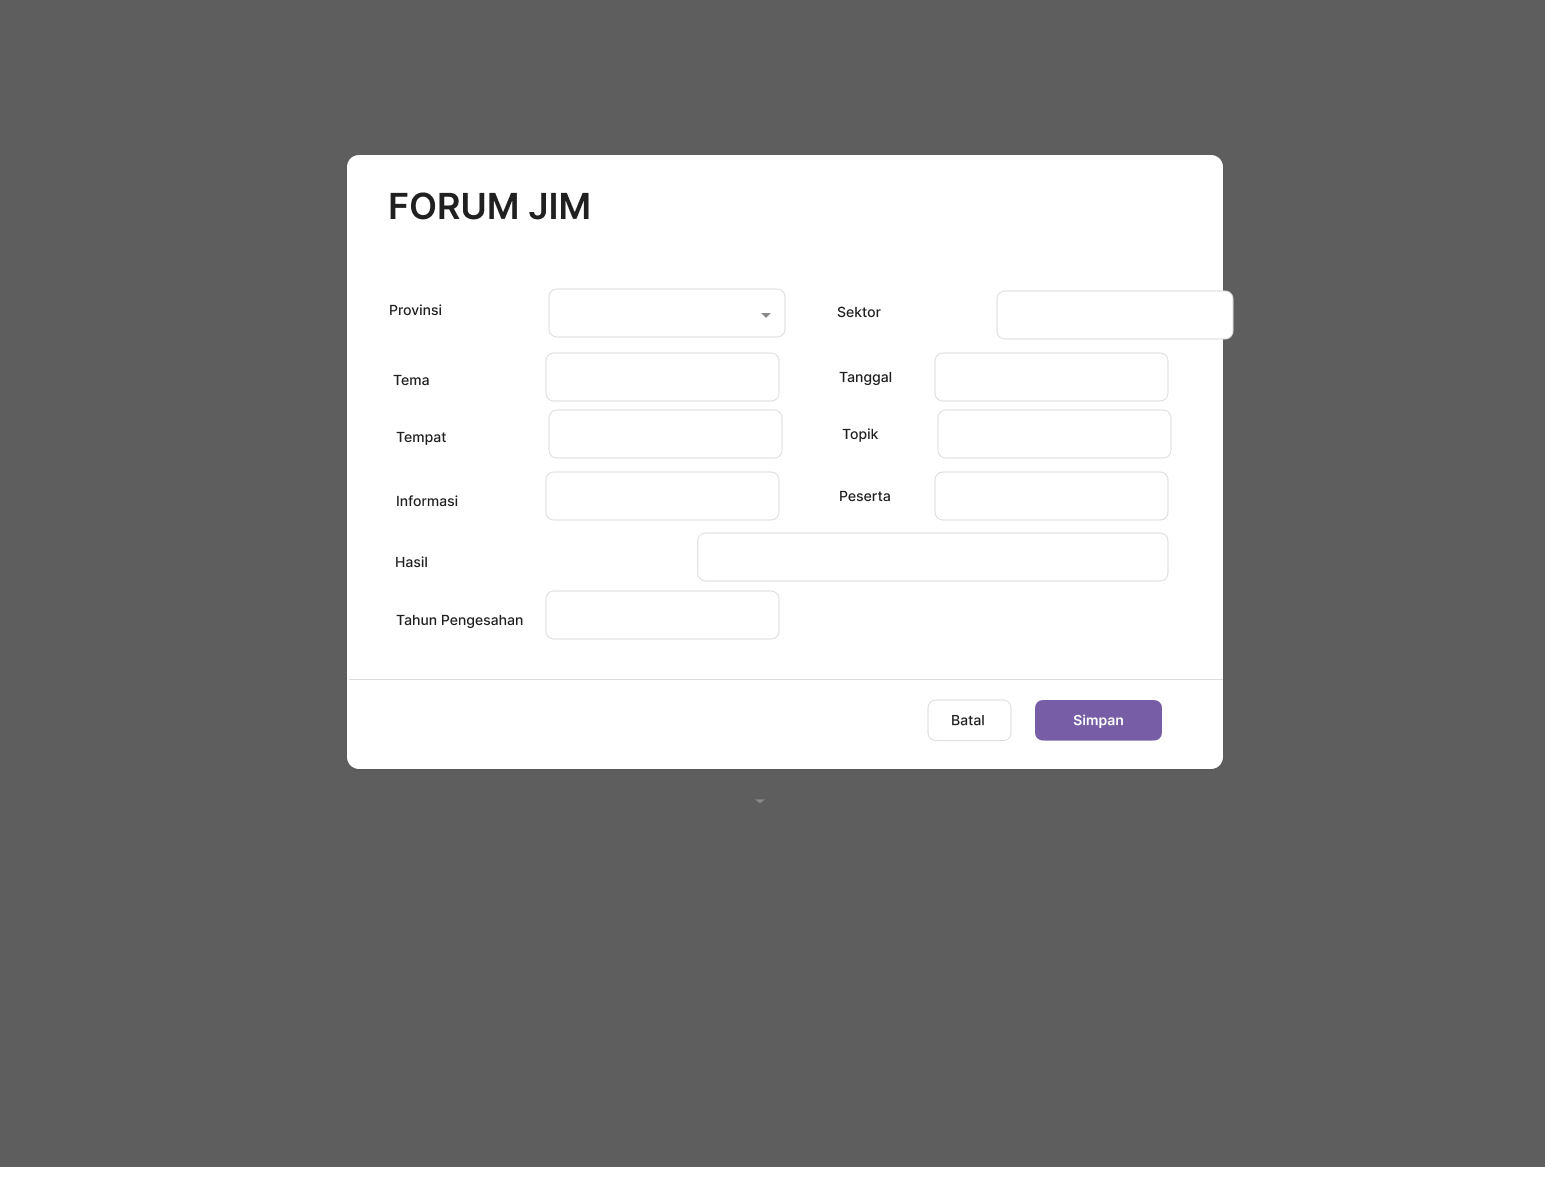 FORUM JIM
Provinsi
Sektor
Tema
Tanggal
Tempat
Topik
Informasi
Peserta
Hasil
Tahun Pengesahan
Batal
Simpan